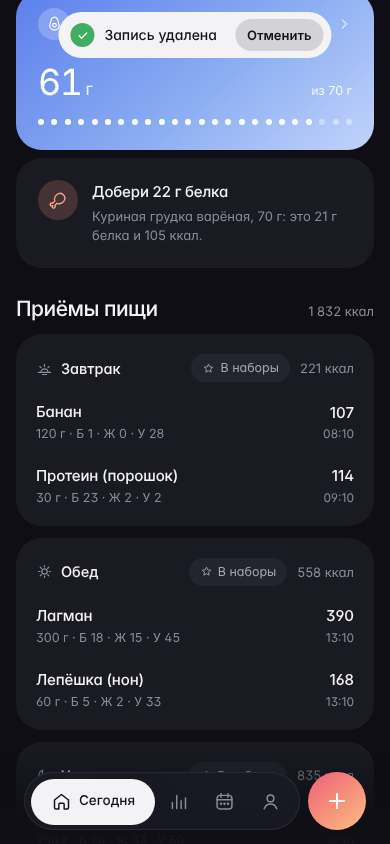 Запись удалена
Отменить
61 г
из 70 г
Добери 22 г белка
Куриная грудка варёная, 70 г: это 21 г
белка и 105 ккал.
Приёмы пищи
1 832 ккал
Завтрак
В наборы
221 ккал
Банан
107
120 г · Б 1 · Ж 0 · У 28
08:10
Протеин (порошок)
114
30 г · Б 23 · Ж 2 · У 2
09:10
Обед
В наборы
558 ккал
Лагман
390
300 г · Б 18 · Ж 15 · У 45
13:10
Лепёшка (нон)
168
60 г · Б 5 · Ж 2 · У 33
13:10
835
Сегодня